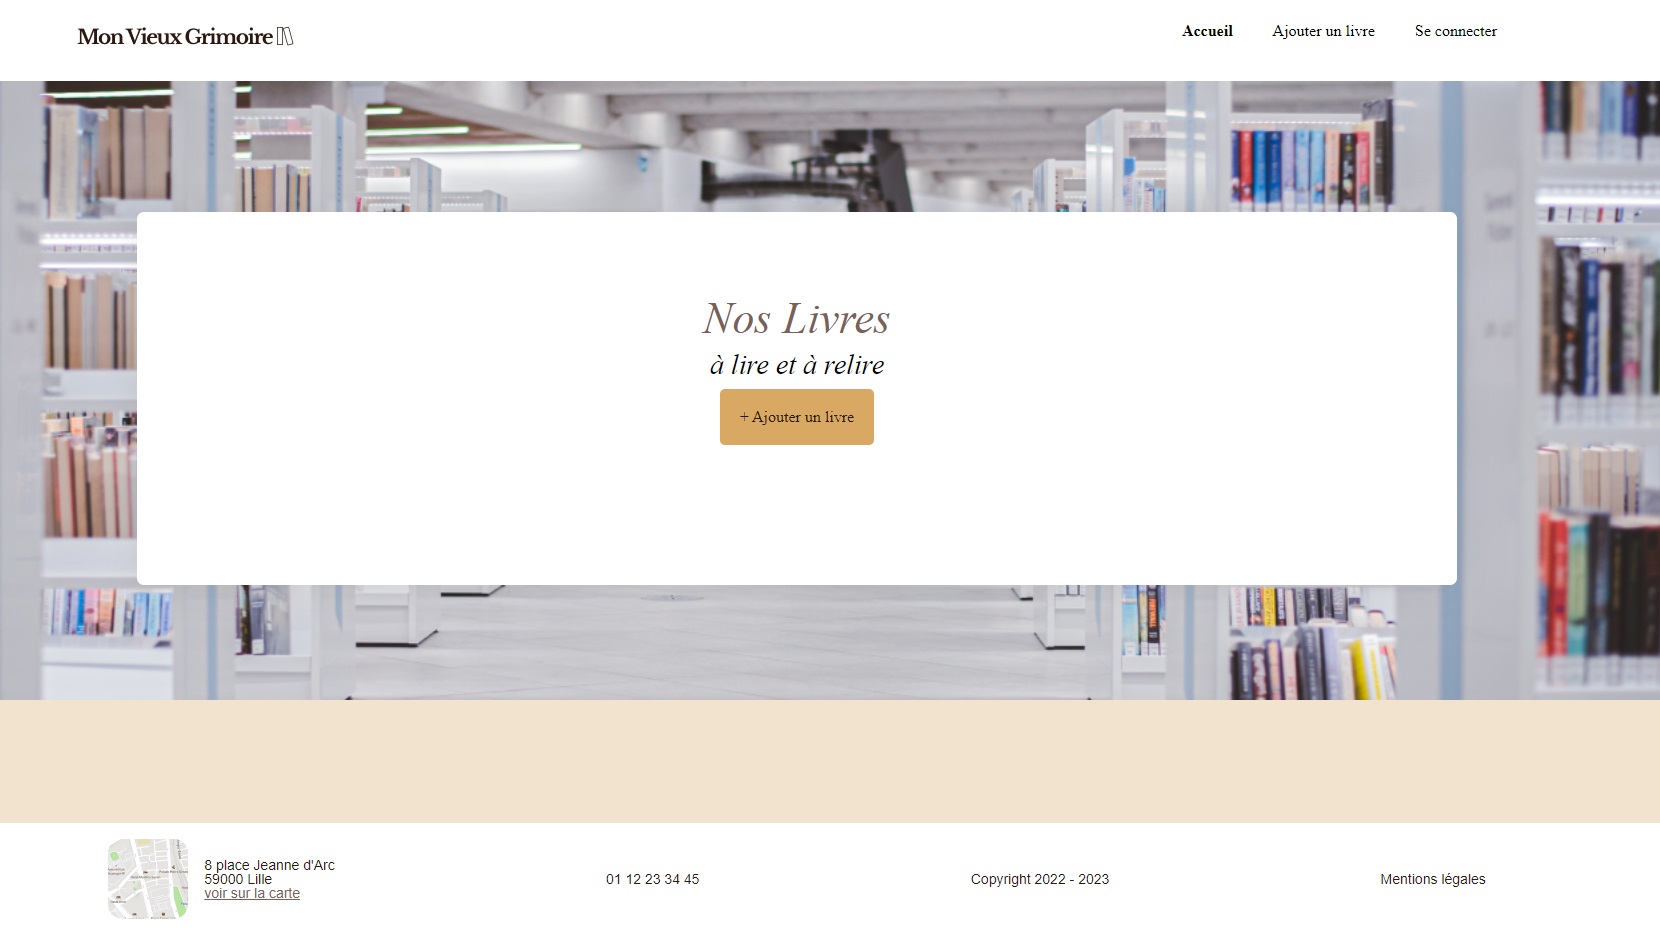 Mon Vieux Grimoire
Accueil
Ajouter un livre
Se connecter
Nos Livres
à lire et à relire
+ Ajouter un livre
8 place Jeanne d'Arc
59000 Lille
voir sur la carte
01 12 23 34 45
Copyright 2022 - 2023
Mentions légales